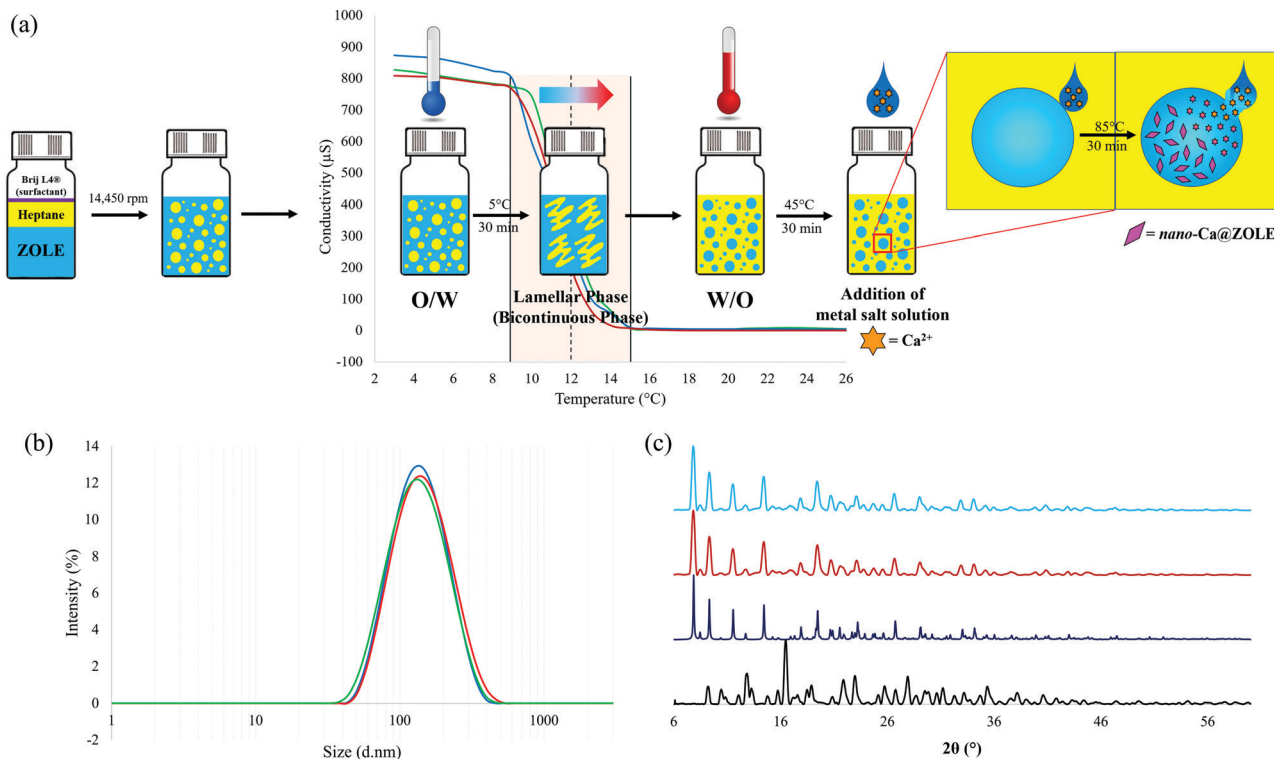 (a)
Conductivity (µS)
1000
900
800
700
600
500
400
300
200
100
0
-100
2
4
6
8
10
12
14
16
18
20
22
24
26
Temperature (°C)
Brij L4®
(surfactant)
Heptane
ZOLE
14,450 rpm
O/W
5°C
30 min
Lamellar Phase
(Bicontinuous Phase)
W/O
45°C
30 min
Addition of
metal salt solution
= Ca²⁺
85°C
30 min
= nano-Ca@ZOLE
(b)
Intensity (%)
14
12
10
8
6
4
2
0
-2
1
10
100
1000
Size (d.nm)
(c)
6
16
26
36
46
56
2θ (°)